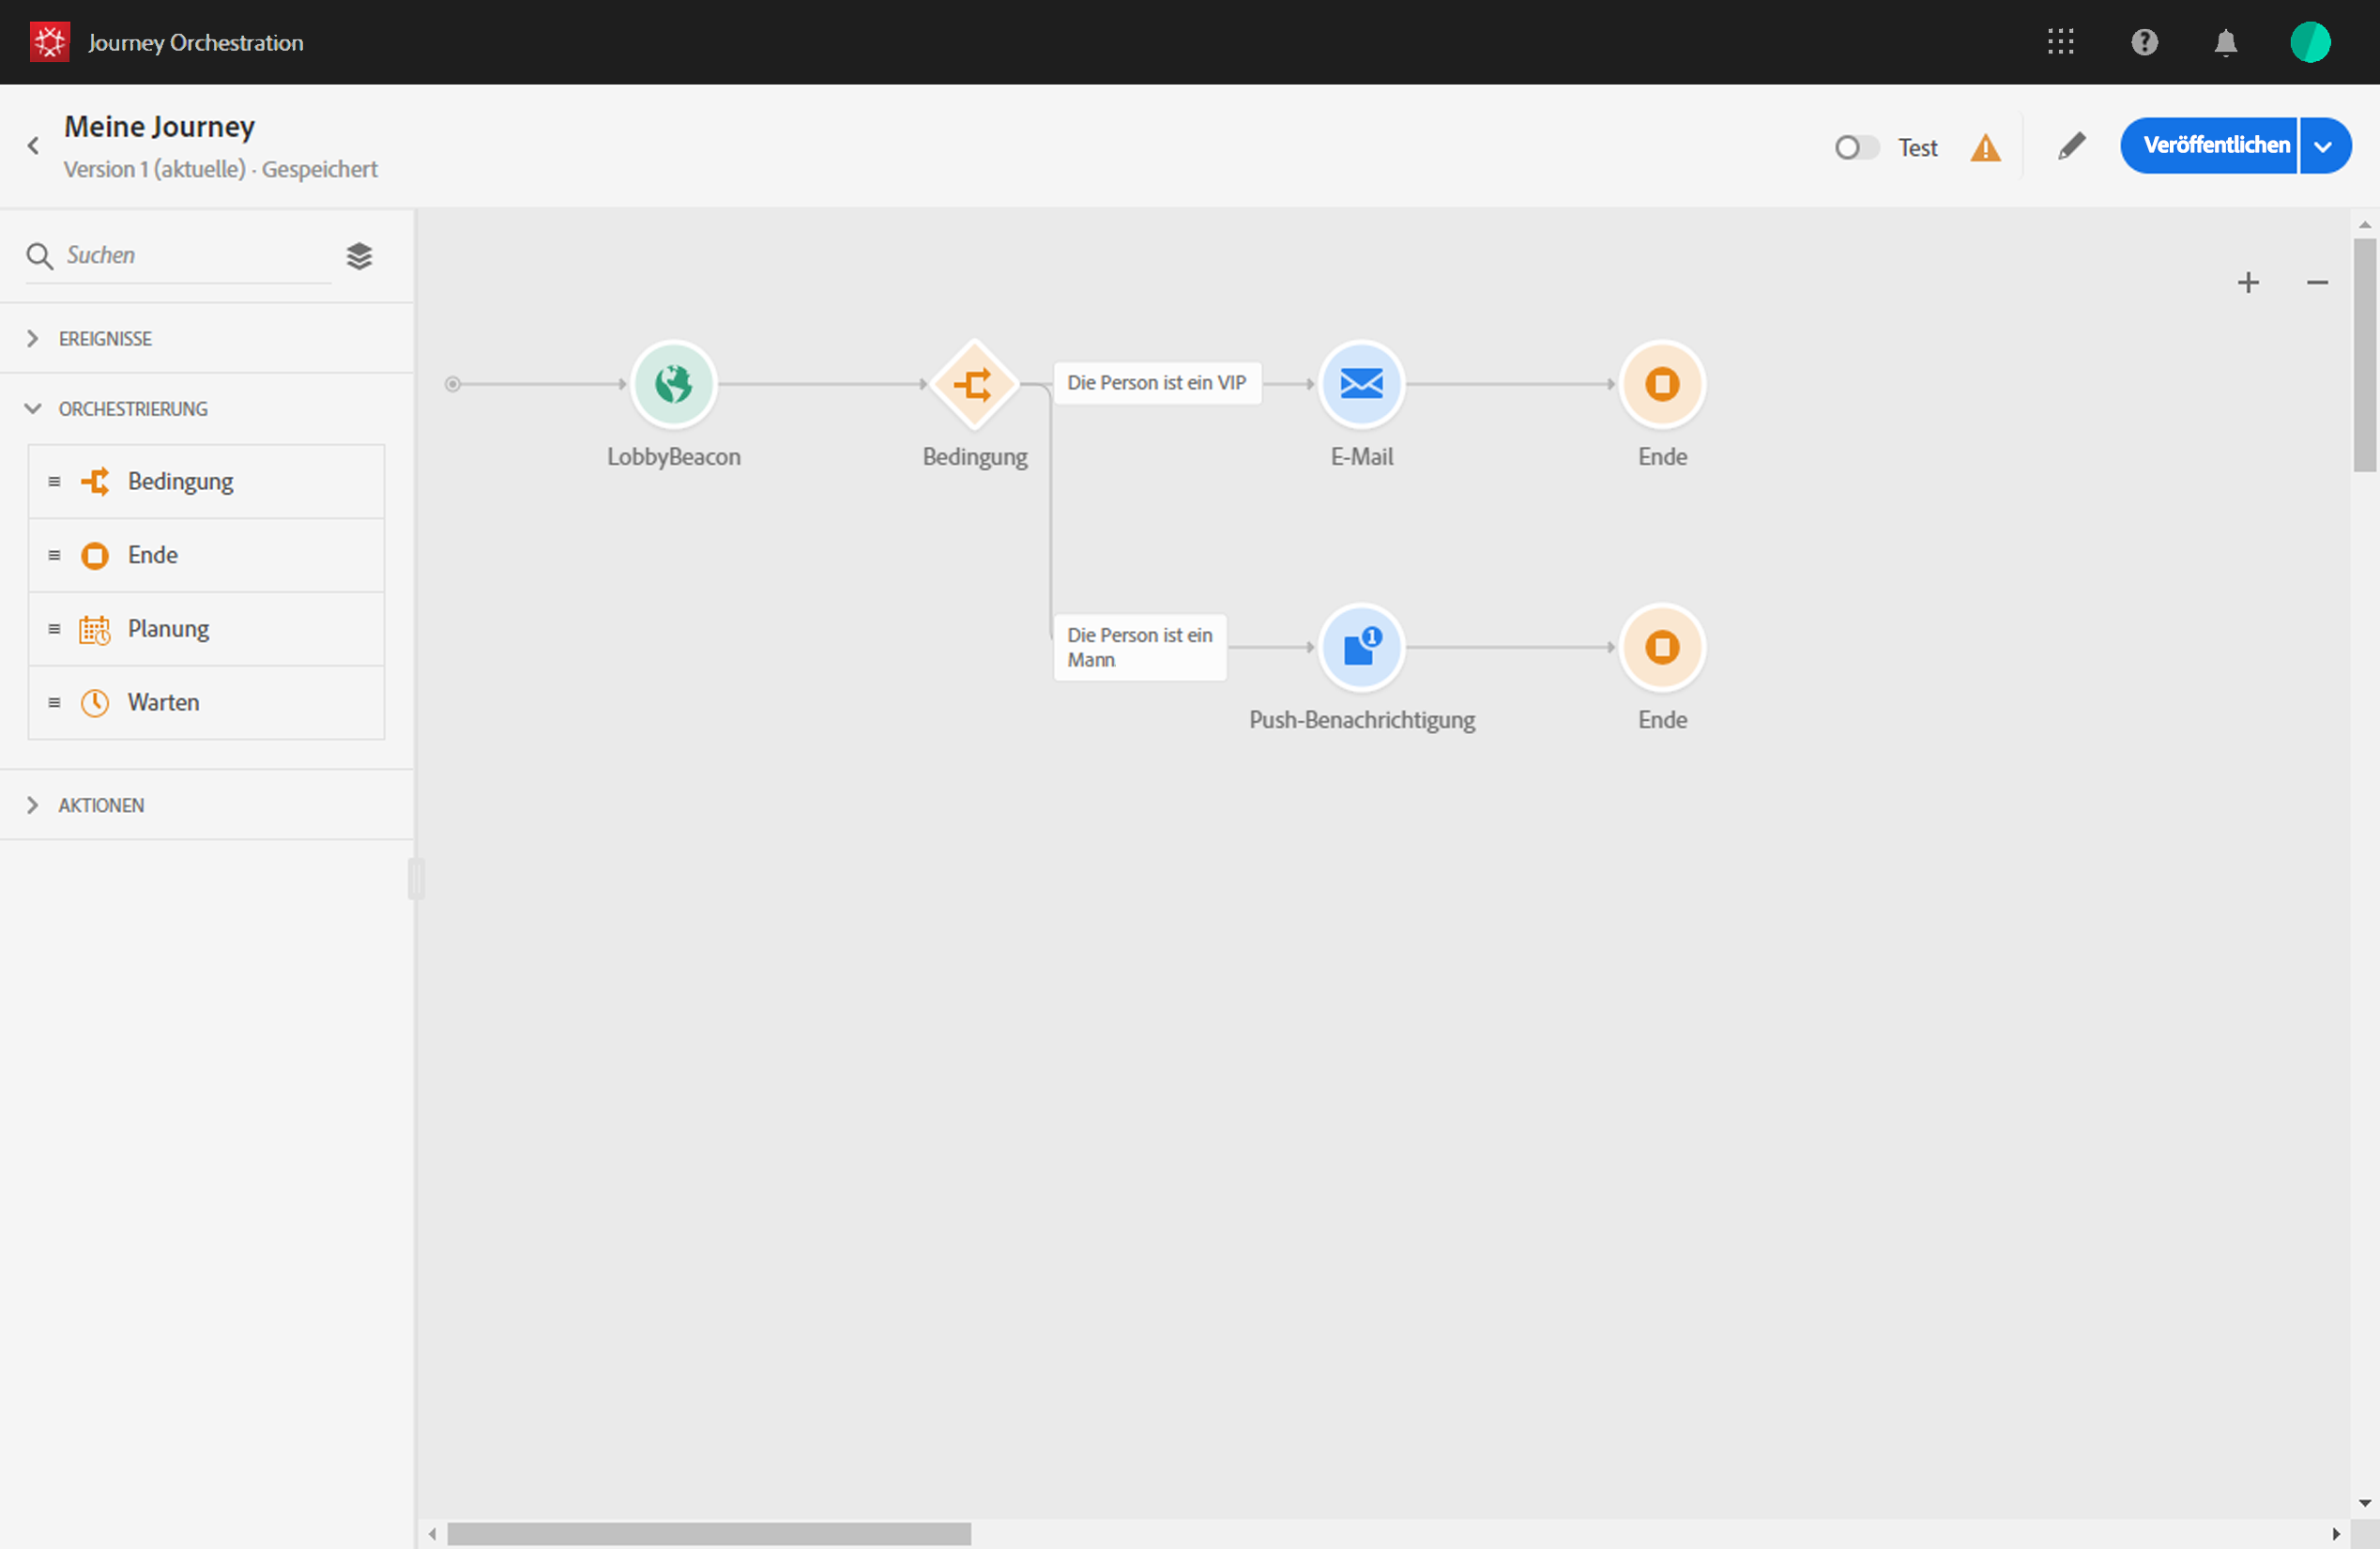 Journey Orchestration
Meine Journey
Version 1 (aktuelle) · Gespeichert
Test
Veröffentlichen
Suchen
EREIGNISSE
ORCHESTRIERUNG
Bedingung
Ende
Planung
Warten
AKTIONEN
Die Person ist ein VIP
LobbyBeacon
Bedingung
E-Mail
Ende
Die Person ist ein
Mann
1
Push-Benachrichtigung
Ende